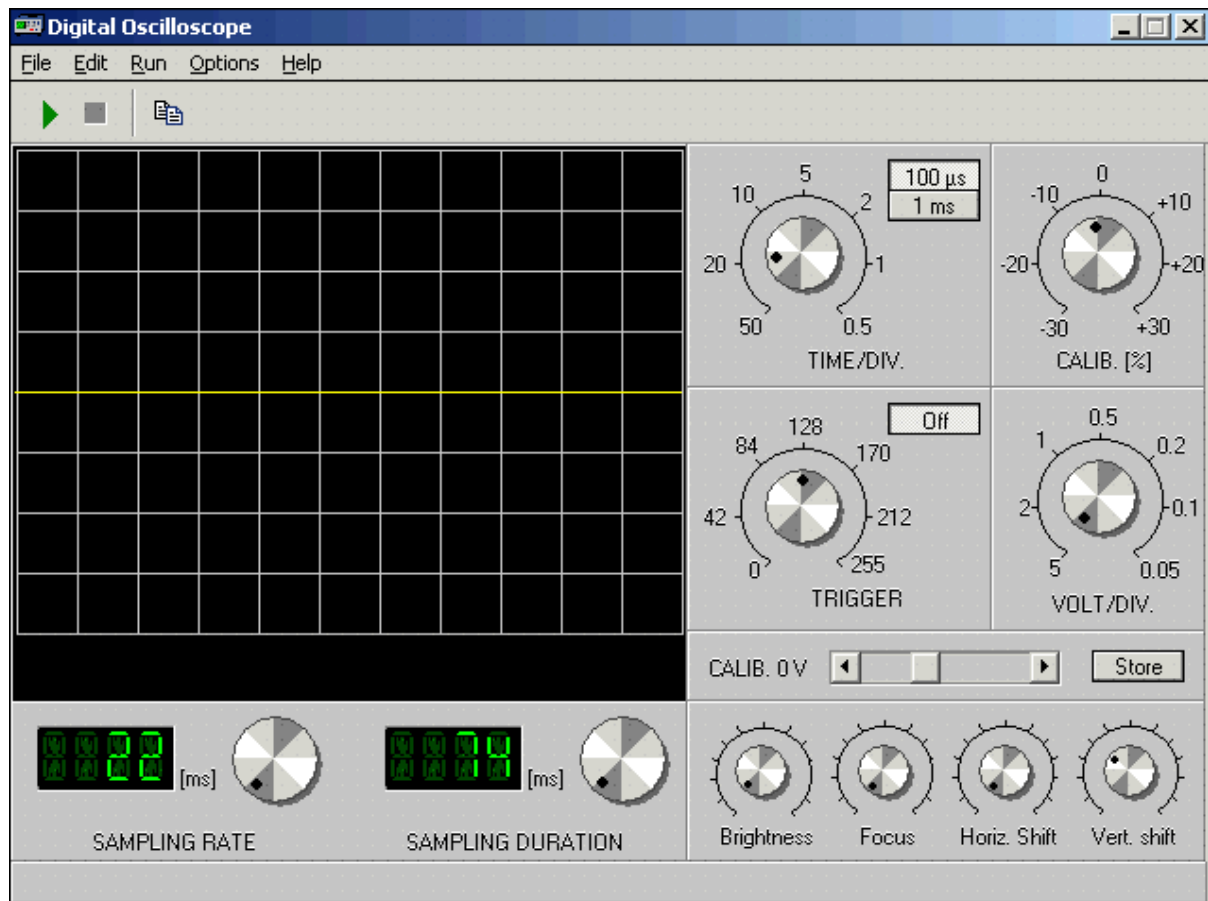 Digital Oscilloscope
File Edit Run Options Help
5
10
2
20
1
50
0.5
100 µs
1 ms
TIME/DIV.
0
-10
+10
-20
+20
-30
+30
CALIB. [%]
Off
128
84
170
42
212
0
255
TRIGGER
0.5
1
0.2
2
0.1
5
0.05
VOLT/DIV.
CALIB. 0 V
Store
22 [ms]
SAMPLING RATE
74 [ms]
SAMPLING DURATION
Brightness Focus Horiz. Shift Vert. shift